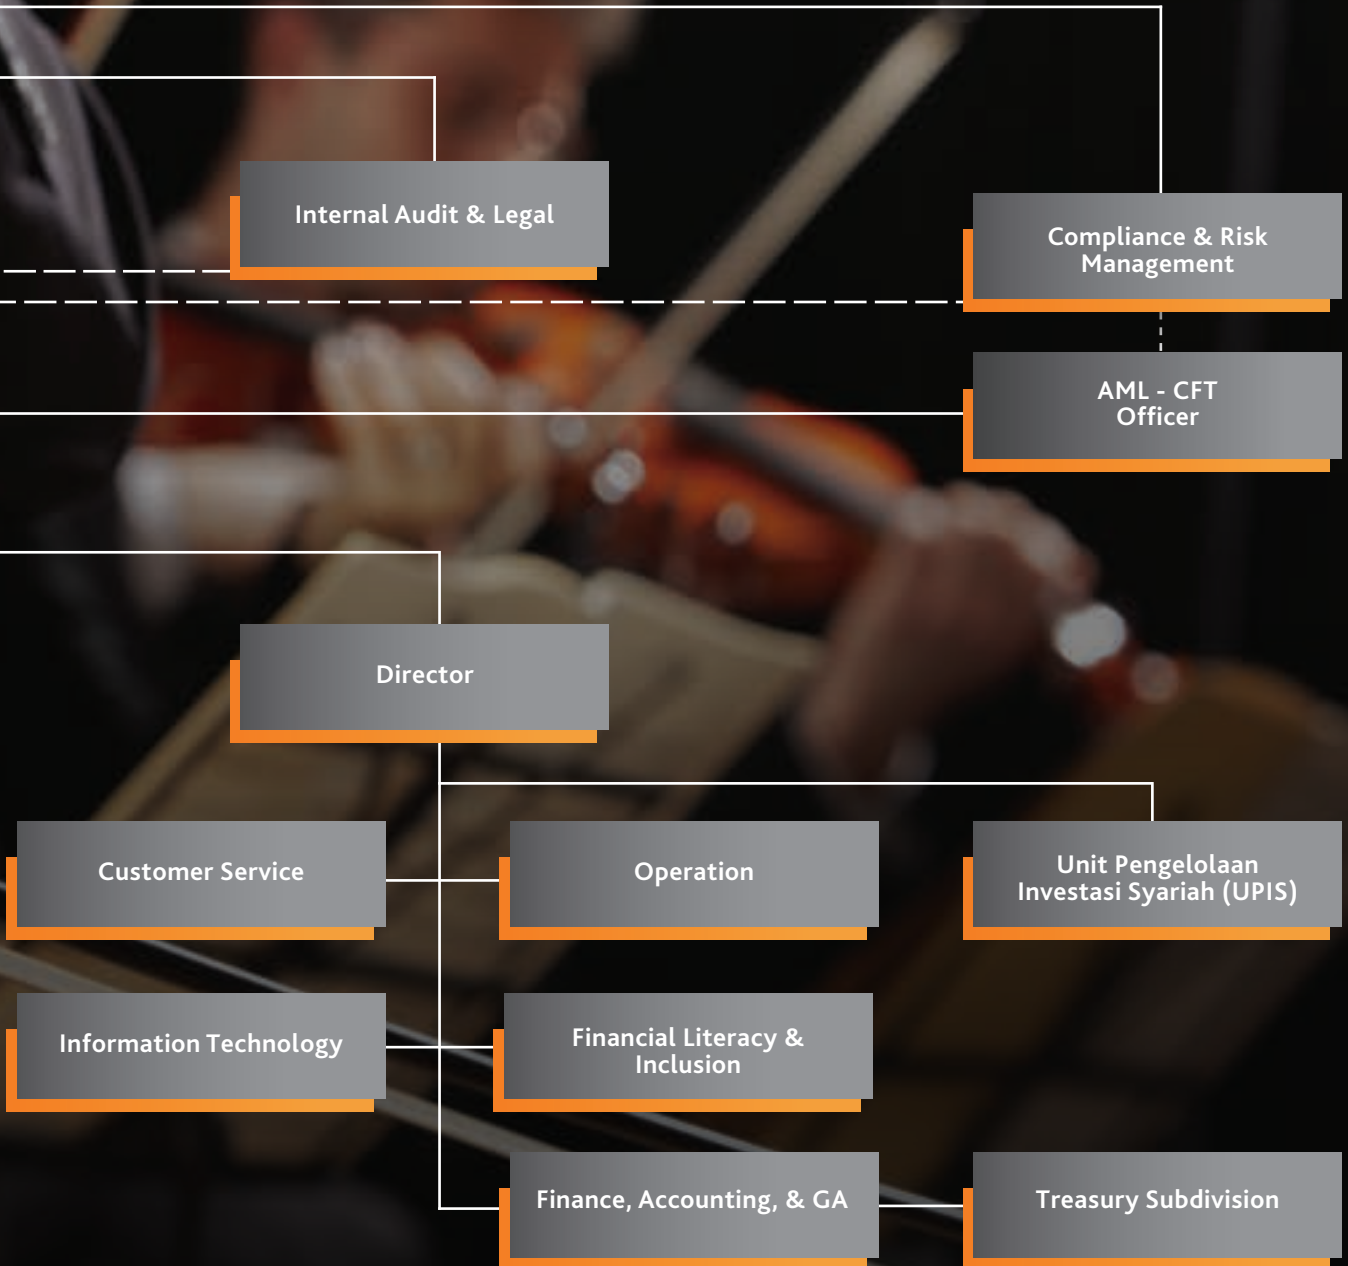 Internal Audit & Legal
Compliance & Risk
Management
AML - CFT
Officer
Director
Customer Service
Operation
Unit Pengelolaan
Investasi Syariah (UPIS)
Information Technology
Financial Literacy &
Inclusion
Finance, Accounting, & GA
Treasury Subdivision